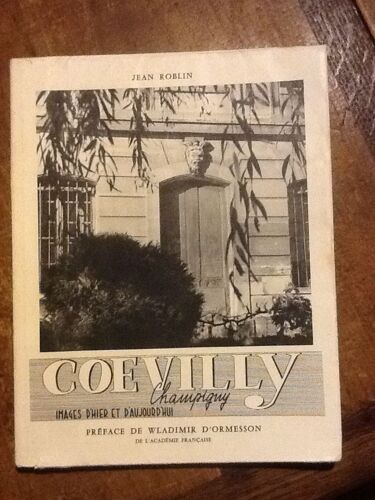 JEAN ROBLIN
COEVILLY
Champigny
IMAGES D'HIER ET D'AUJOURD'HUI
PRÉFACE DE WLADIMIR D'ORMESSON
DE L'ACADÉMIE FRANÇAISE